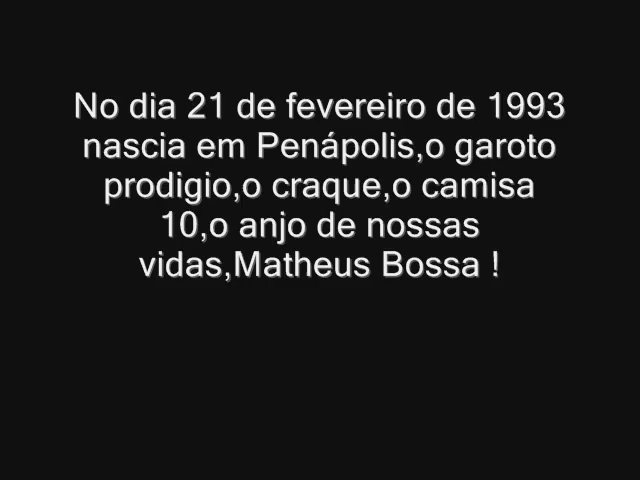 No dia 21 de fevereiro de 1993
nascia em Penápolis,o garoto
prodigio,o craque,o camisa
10,o anjo de nossas
vidas,Matheus Bossa !